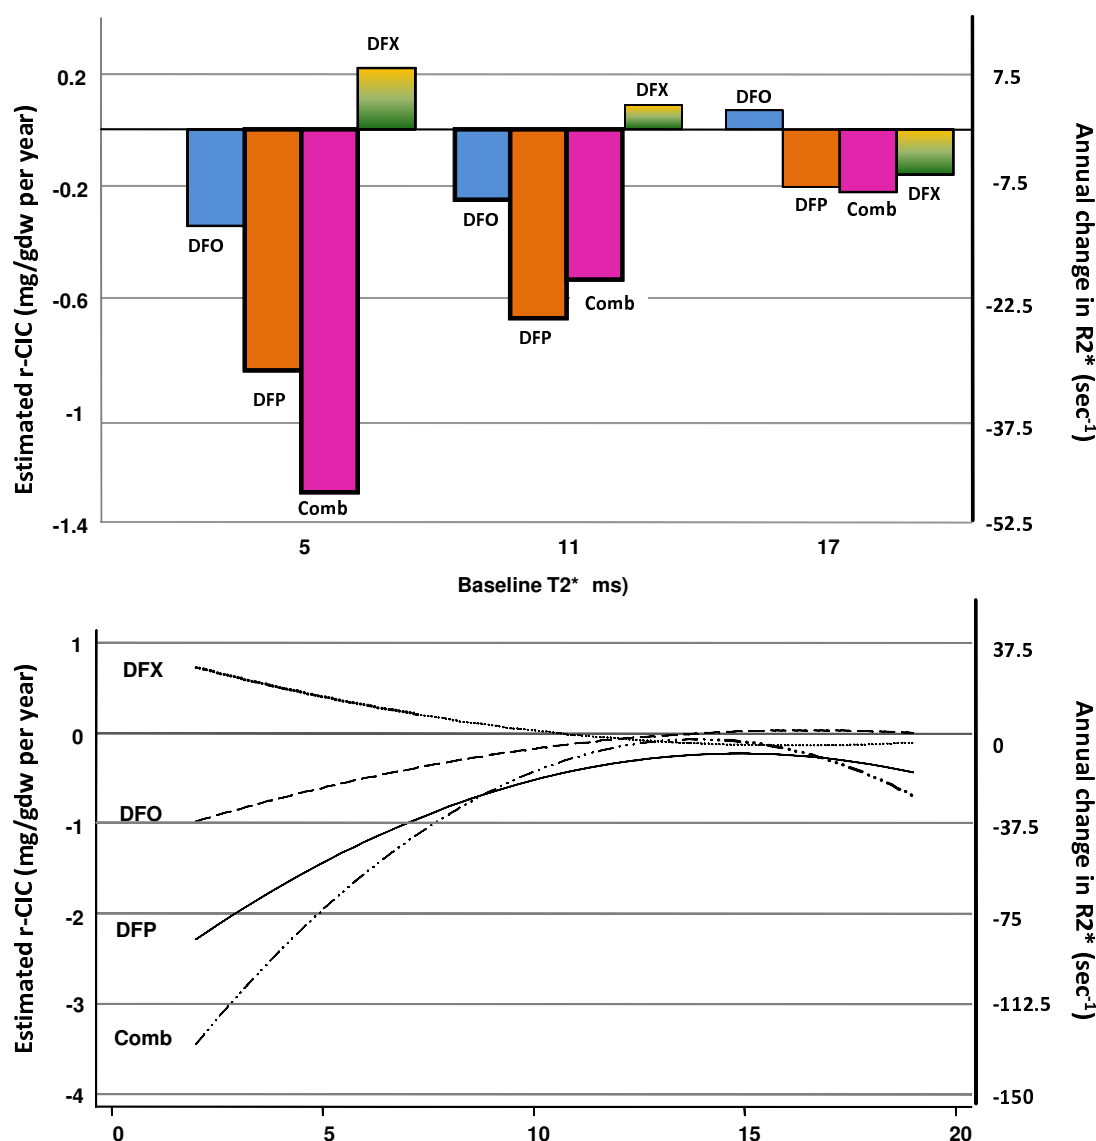 DFX
0.2
7.5
DFX
DFO
Estimated r-CIC (mg/gdw per year)
Annual change in R2* (sec-1)
-0.2
-7.5
DFO
DFO
DFP
Comb
DFX
-0.6
-22.5
Comb
DFP
DFP
-1
-37.5
Comb
-1.4
-52.5
5
11
17
Baseline T2* ms)
1
37.5
DFX
0
0
Estimated r-CIC (mg/gdw per year)
Annual change in R2* (sec-1)
DFO
-1
-37.5
-2
-75
DFP
-3
-112.5
Comb
-4
-150
0
5
10
15
20